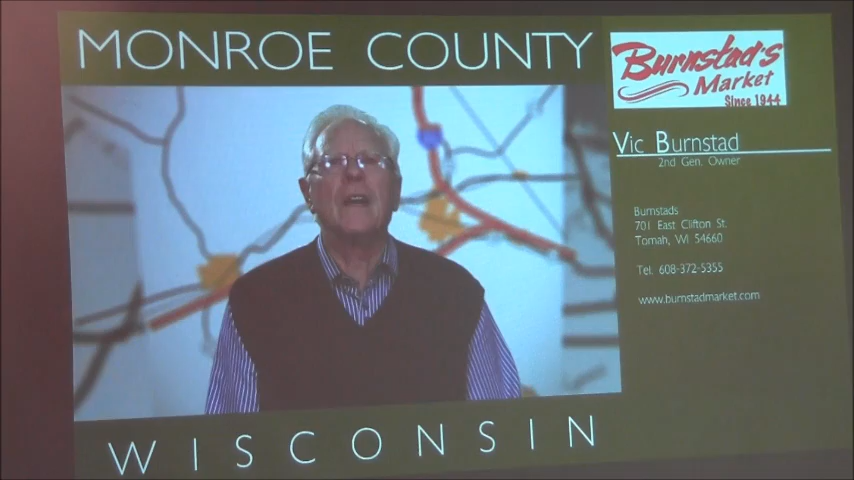 MONROE COUNTY
Burnstad's
Market
Since 1944
Vic Burnstad
2nd Gen. Owner
Burnstads
701 East Clifton St.
Tomah, WI 54660
Tel: 608-372-5355
www.burnstadmarket.com
WISCONSIN